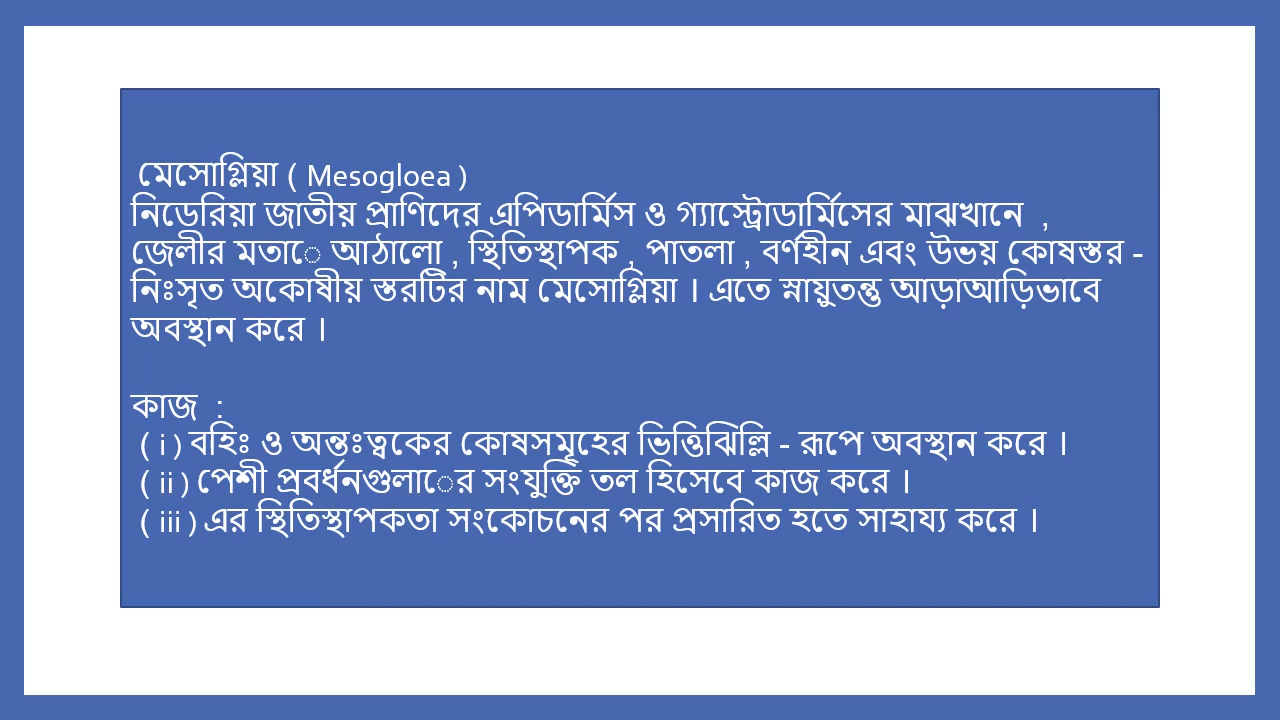 মেসোগ্লিয়া ( Mesogloea )
নিডেরিয়া জাতীয় প্রাণিদের এপিডার্মিস ও গ্যাস্ট্রোডার্মিসের মাঝখানে ,
জেলীর মতাে আঠালো , স্থিতিস্থাপক , পাতলা , বর্ণহীন এবং উভয় কোষস্তর -
নিঃসৃত অকোষীয় স্তরটির নাম মেসোগ্লিয়া । এতে স্নায়ুতন্তু আড়াআড়িভাবে
অবস্থান করে ।
কাজ :
( i ) বহিঃ ও অন্তঃত্বকের কোষসমূহের ভিত্তিঝিল্লি - রূপে অবস্থান করে ।
( ii ) পেশী প্রবর্ধনগুলাের সংযুক্তি তল হিসেবে কাজ করে ।
( iii ) এর স্থিতিস্থাপকতা সংকোচনের পর প্রসারিত হতে সাহায্য করে ।